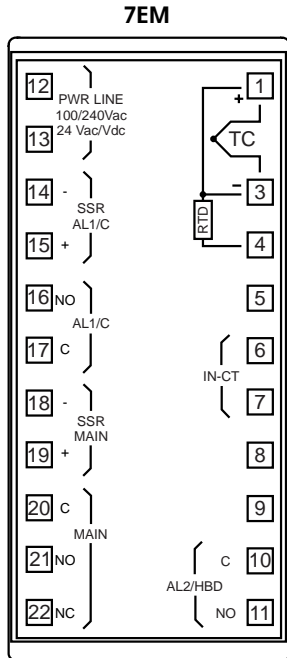 7EM
12
PWR LINE
100/240Vac
13
24 Vac/Vdc
14 -
SSR
AL1/C
15 +
16 NO
AL1/C
17 C
18 -
SSR
MAIN
19 +
20 C
MAIN
21 NO
22 NC
1
+
TC
-
3
RTD
4
5
6
IN-CT
7
8
9
C 10
AL2/HBD
NO 11